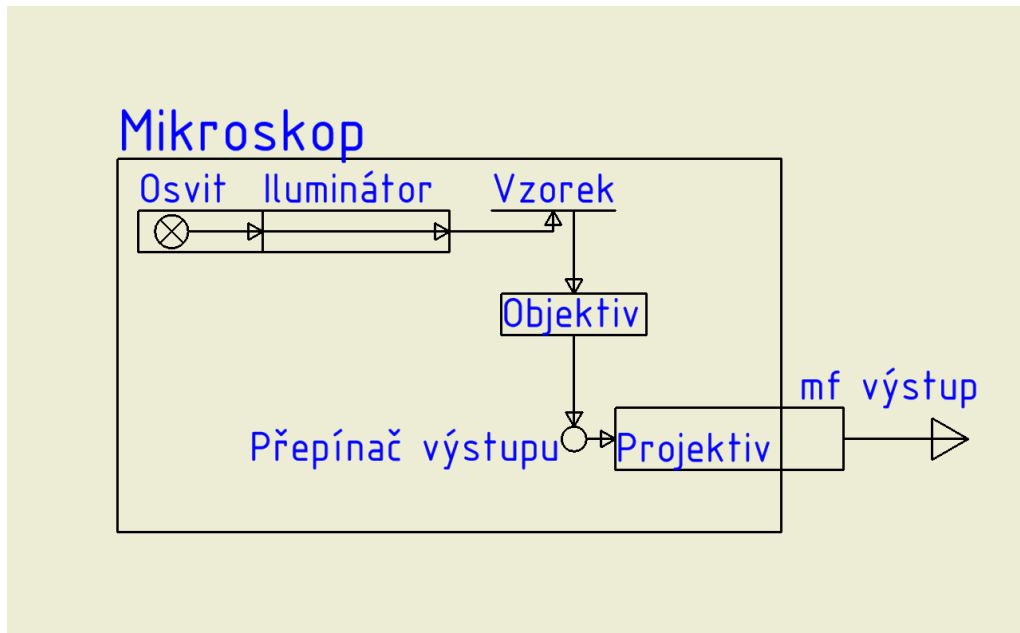 Mikroskop
Osvit
Iluminátor
Vzorek
Objektiv
mf výstup
Přepínač výstupu
Projektiv